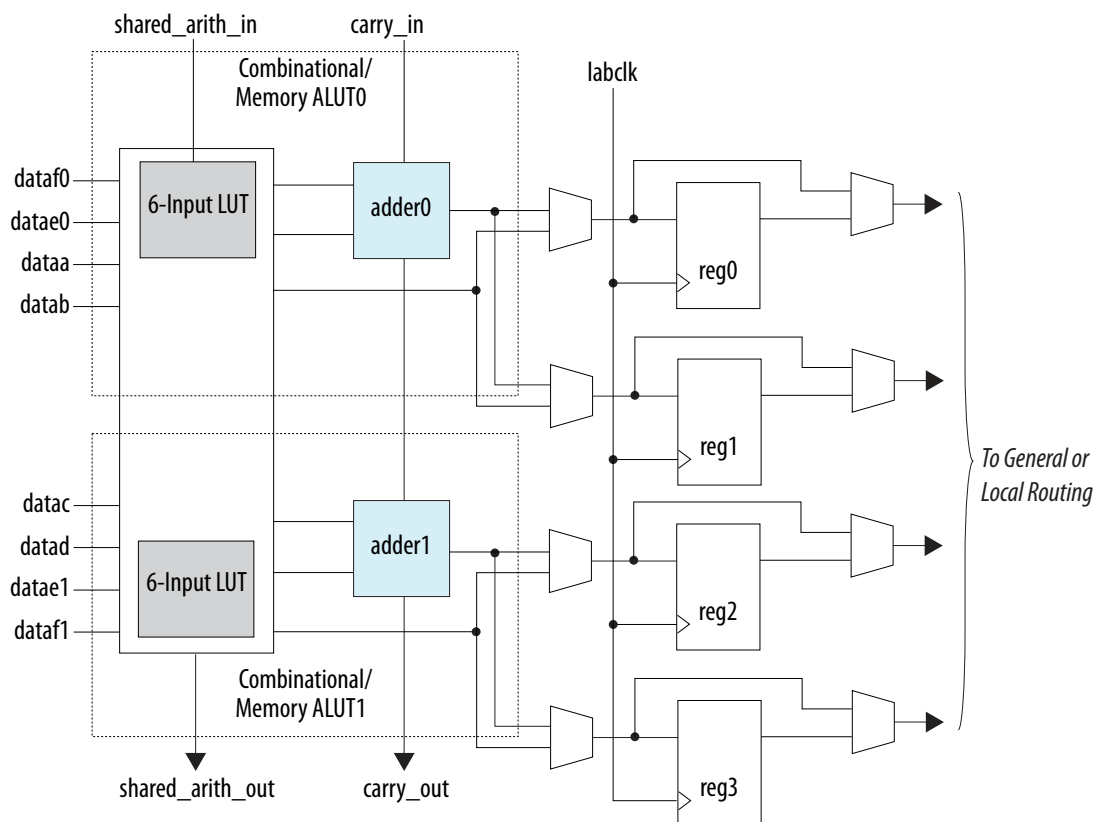 shared_arith_in
carry_in
Combinational/
Memory ALUT0
labclk
dataf0
datae0
dataa
datab
6-Input LUT
adder0
reg0
reg1
To General or
Local Routing
datac
datad
datae1
dataf1
6-Input LUT
adder1
reg2
Combinational/
Memory ALUT1
reg3
shared_arith_out
carry_out